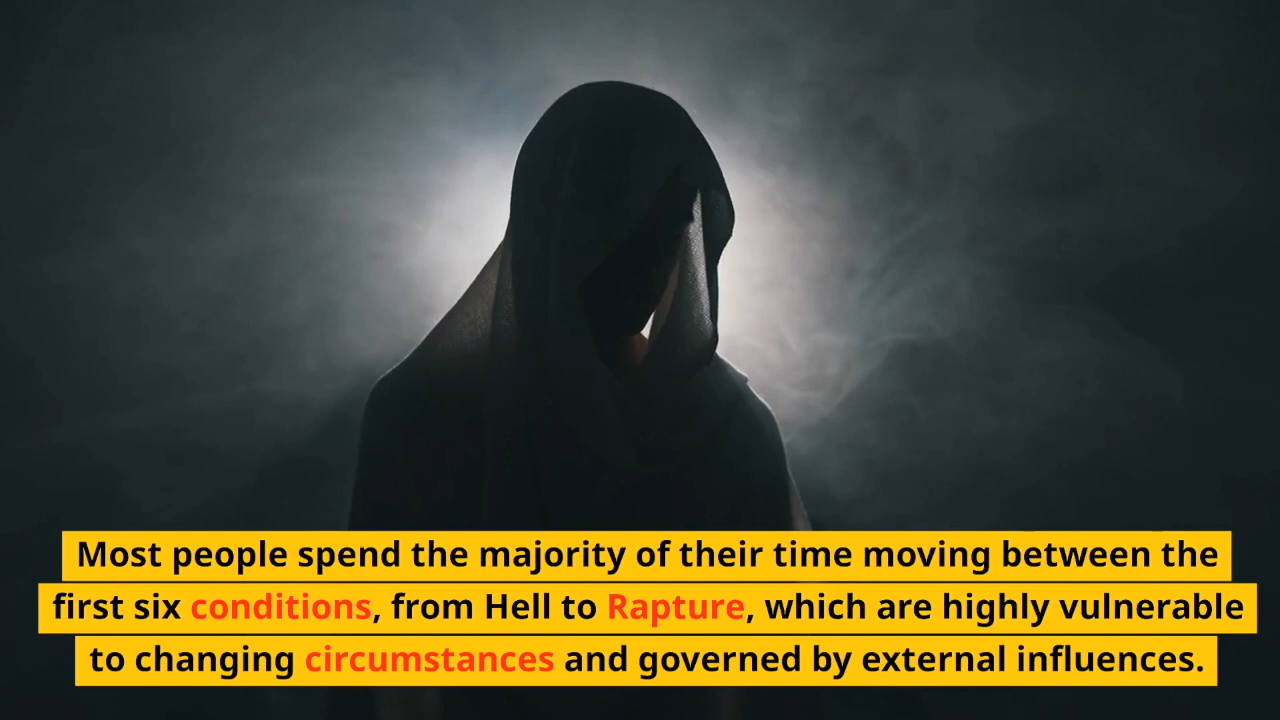 Most people spend the majority of their time moving between the
first six conditions, from Hell to Rapture, which are highly vulnerable
to changing circumstances and governed by external influences.